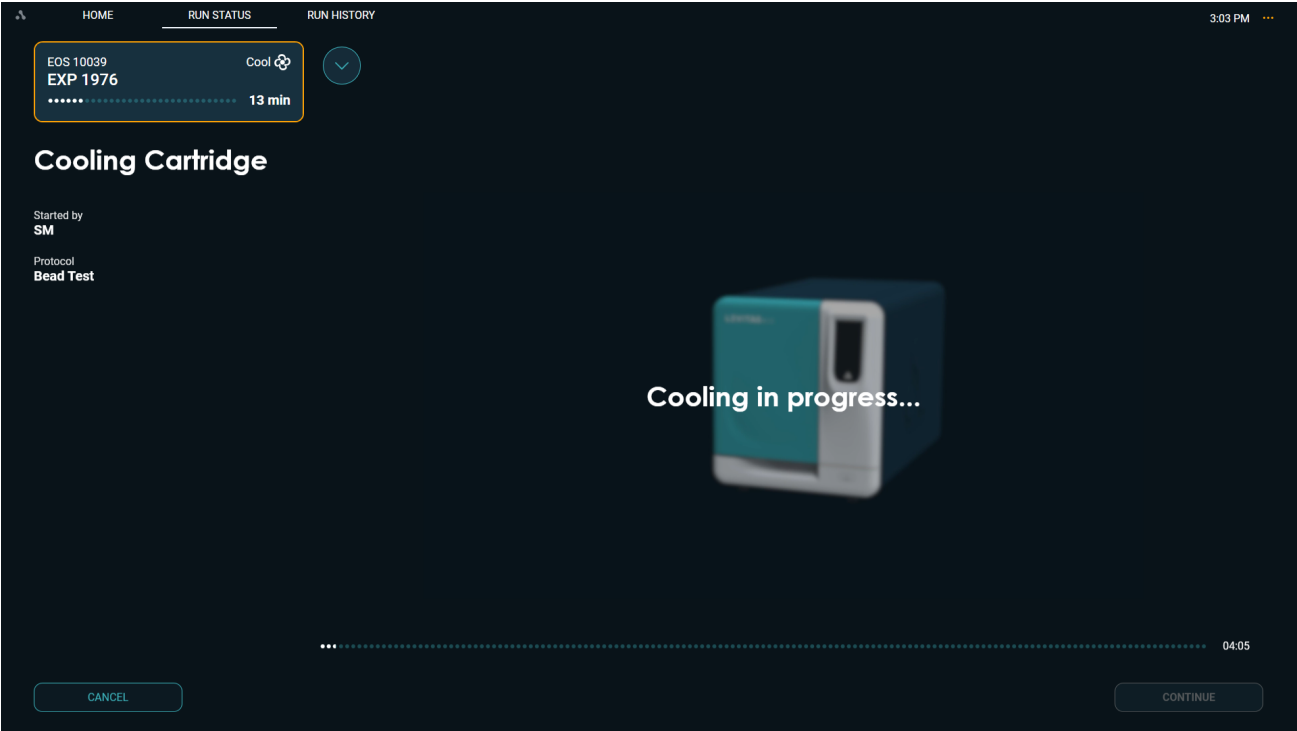 HOME RUN STATUS RUN HISTORY 3:03 PM
EOS 10039 Cool
EXP 1976
13 min
Cooling Cartridge
Started by
SM
Protocol
Bead Test
Cooling in progress...
04:05
CANCEL CONTINUE